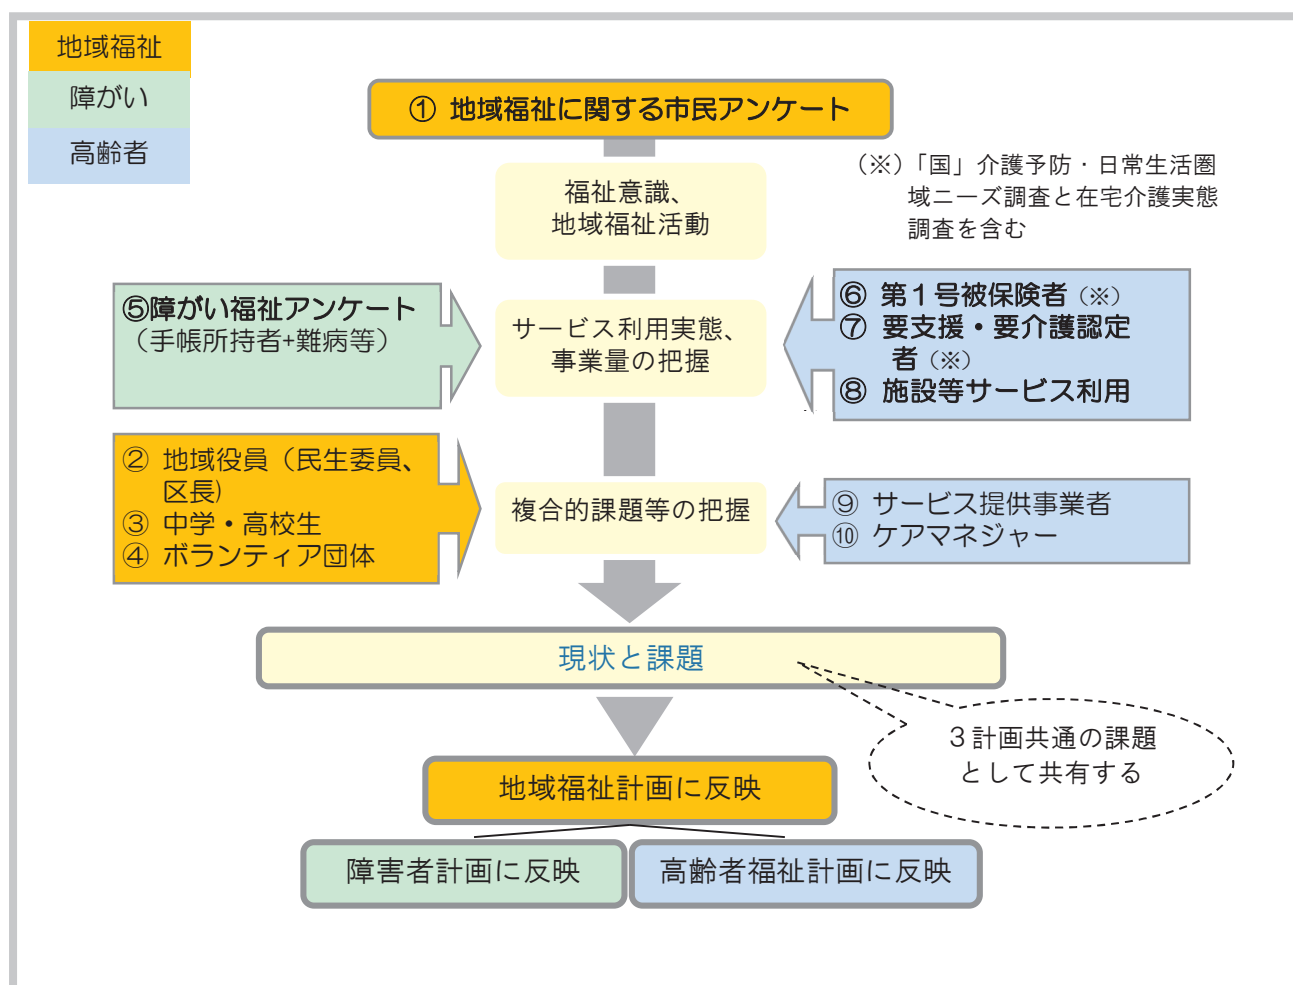 地域福祉
障がい
高齢者
① 地域福祉に関する市民アンケート
福祉意識、
地域福祉活動
（※）「国」介護予防・日常生活圏
域ニーズ調査と在宅介護実態
調査を含む
⑤障がい福祉アンケート
（手帳所持者+難病等）
サービス利用実態、
事業量の把握
⑥ 第１号被保険者（※）
⑦ 要支援・要介護認定
者（※）
⑧ 施設等サービス利用
② 地域役員（民生委員、
区長)
③ 中学・高校生
④ ボランティア団体
複合的課題等の把握
⑨ サービス提供事業者
⑩ ケアマネジャー
現状と課題
３計画共通の課題
として共有する
地域福祉計画に反映
障害者計画に反映
高齢者福祉計画に反映